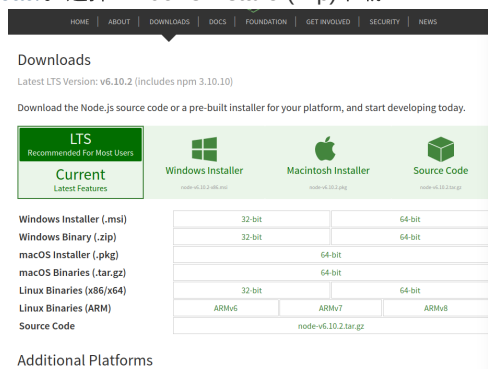 HOME | ABOUT | DOWNLOADS | DOCS | FOUNDATION | GET INVOLVED | SECURITY | NEWS
Downloads
Latest LTS Version: v6.10.2 (includes npm 3.10.10)
Download the Node.js source code or a pre-built installer for your platform, and start developing today.
LTS
Recommended For Most Users
Current
Latest Features
Windows Installer
node-v6.10.2-x86.msi
Macintosh Installer
node-v6.10.2.pkg
Source Code
node-v6.10.2.tar.gz
Windows Installer (.msi) 32-bit 64-bit
Windows Binary (.zip) 32-bit 64-bit
macOS Installer (.pkg) 64-bit
macOS Binaries (.tar.gz) 64-bit
Linux Binaries (x86/x64) 32-bit 64-bit
Linux Binaries (ARM) ARMv6 ARMv7 ARMv8
Source Code node-v6.10.2.tar.gz
Additional Platforms